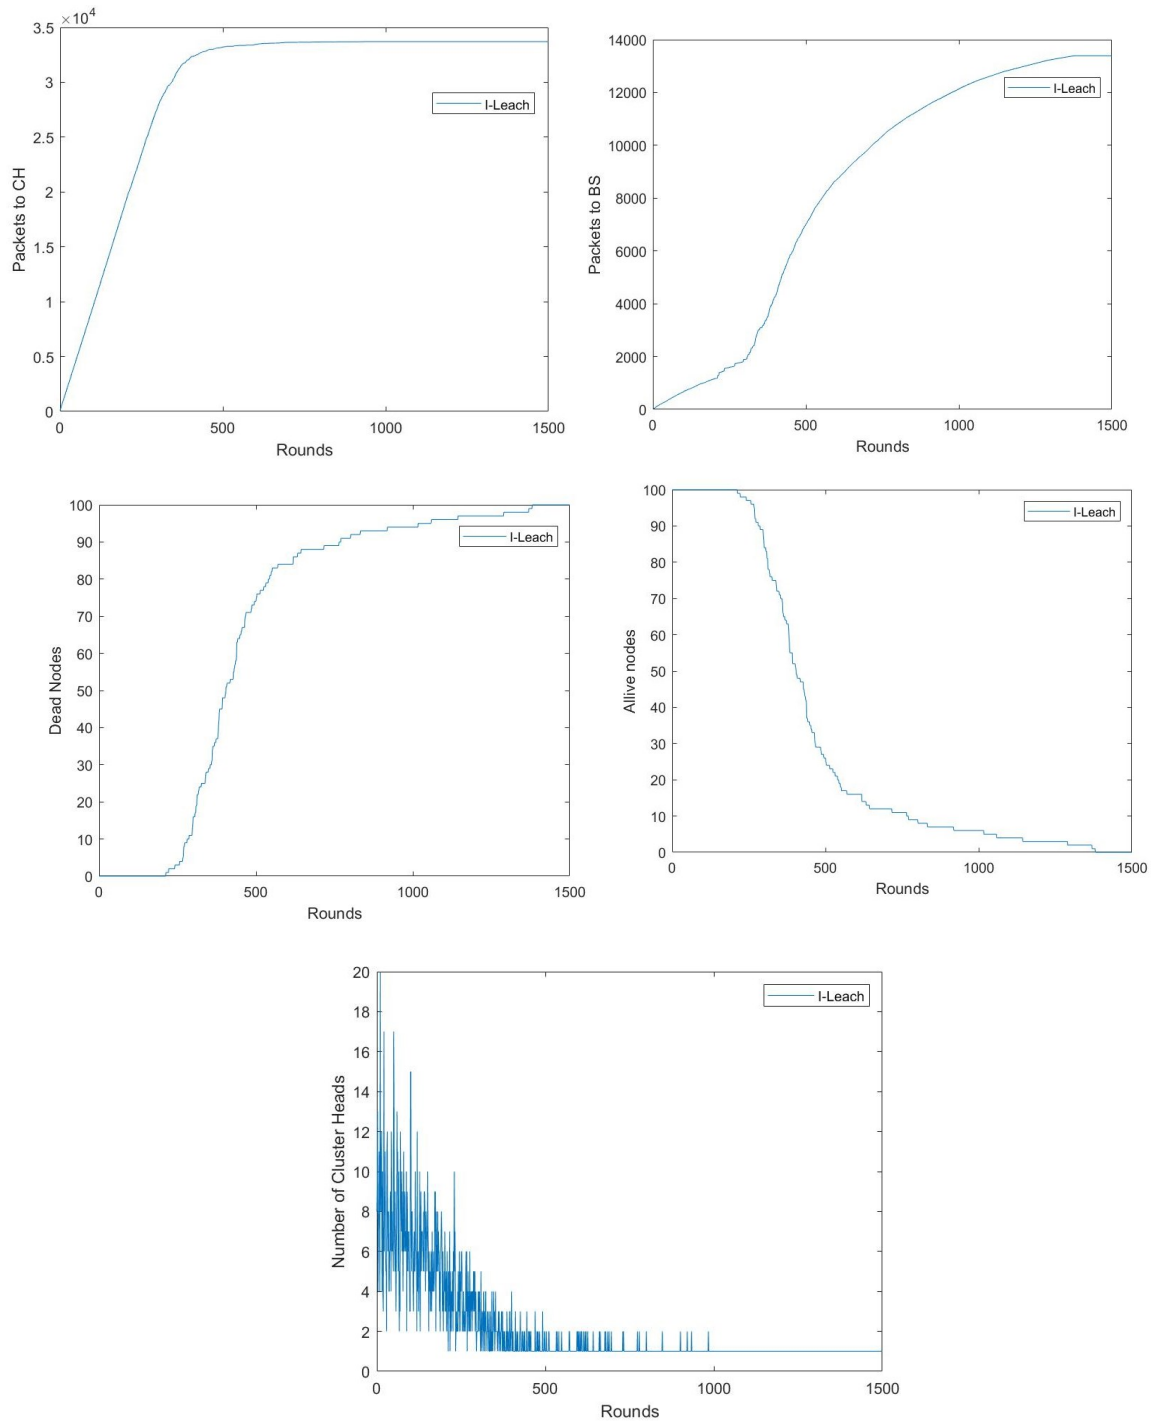 ×10⁴
3.5
3
2.5
2
1.5
1
0.5
0
0 500 1000 1500
Packets to CH
Rounds
I-Leach
14000
12000
10000
8000
6000
4000
2000
0
0 500 1000 1500
Packets to BS
Rounds
I-Leach
100
90
80
70
60
50
40
30
20
10
0
0 500 1000 1500
Dead Nodes
Rounds
I-Leach
100
90
80
70
60
50
40
30
20
10
0
0 500 1000 1500
Allive nodes
Rounds
I-Leach
20
18
16
14
12
10
8
6
4
2
0
0 500 1000 1500
Number of Cluster Heads
Rounds
I-Leach